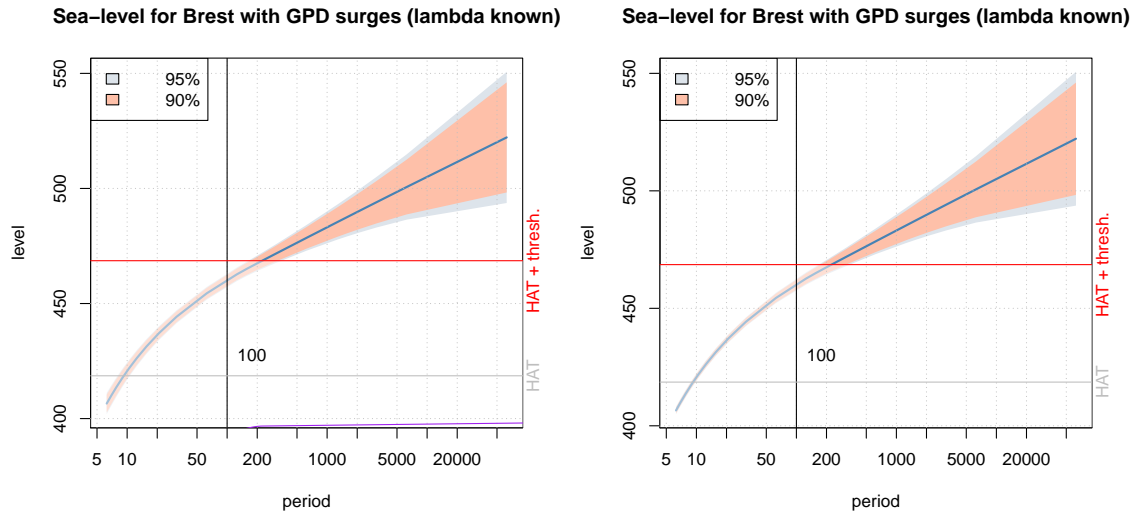 Sea−level for Brest with GPD surges (lambda known)
95%
90%
level
550
500
450
400
100
HAT + thresh.
HAT
5 10 50 200 1000 5000 20000
period
Sea−level for Brest with GPD surges (lambda known)
95%
90%
level
550
500
450
400
100
HAT + thresh.
HAT
5 10 50 200 1000 5000 20000
period